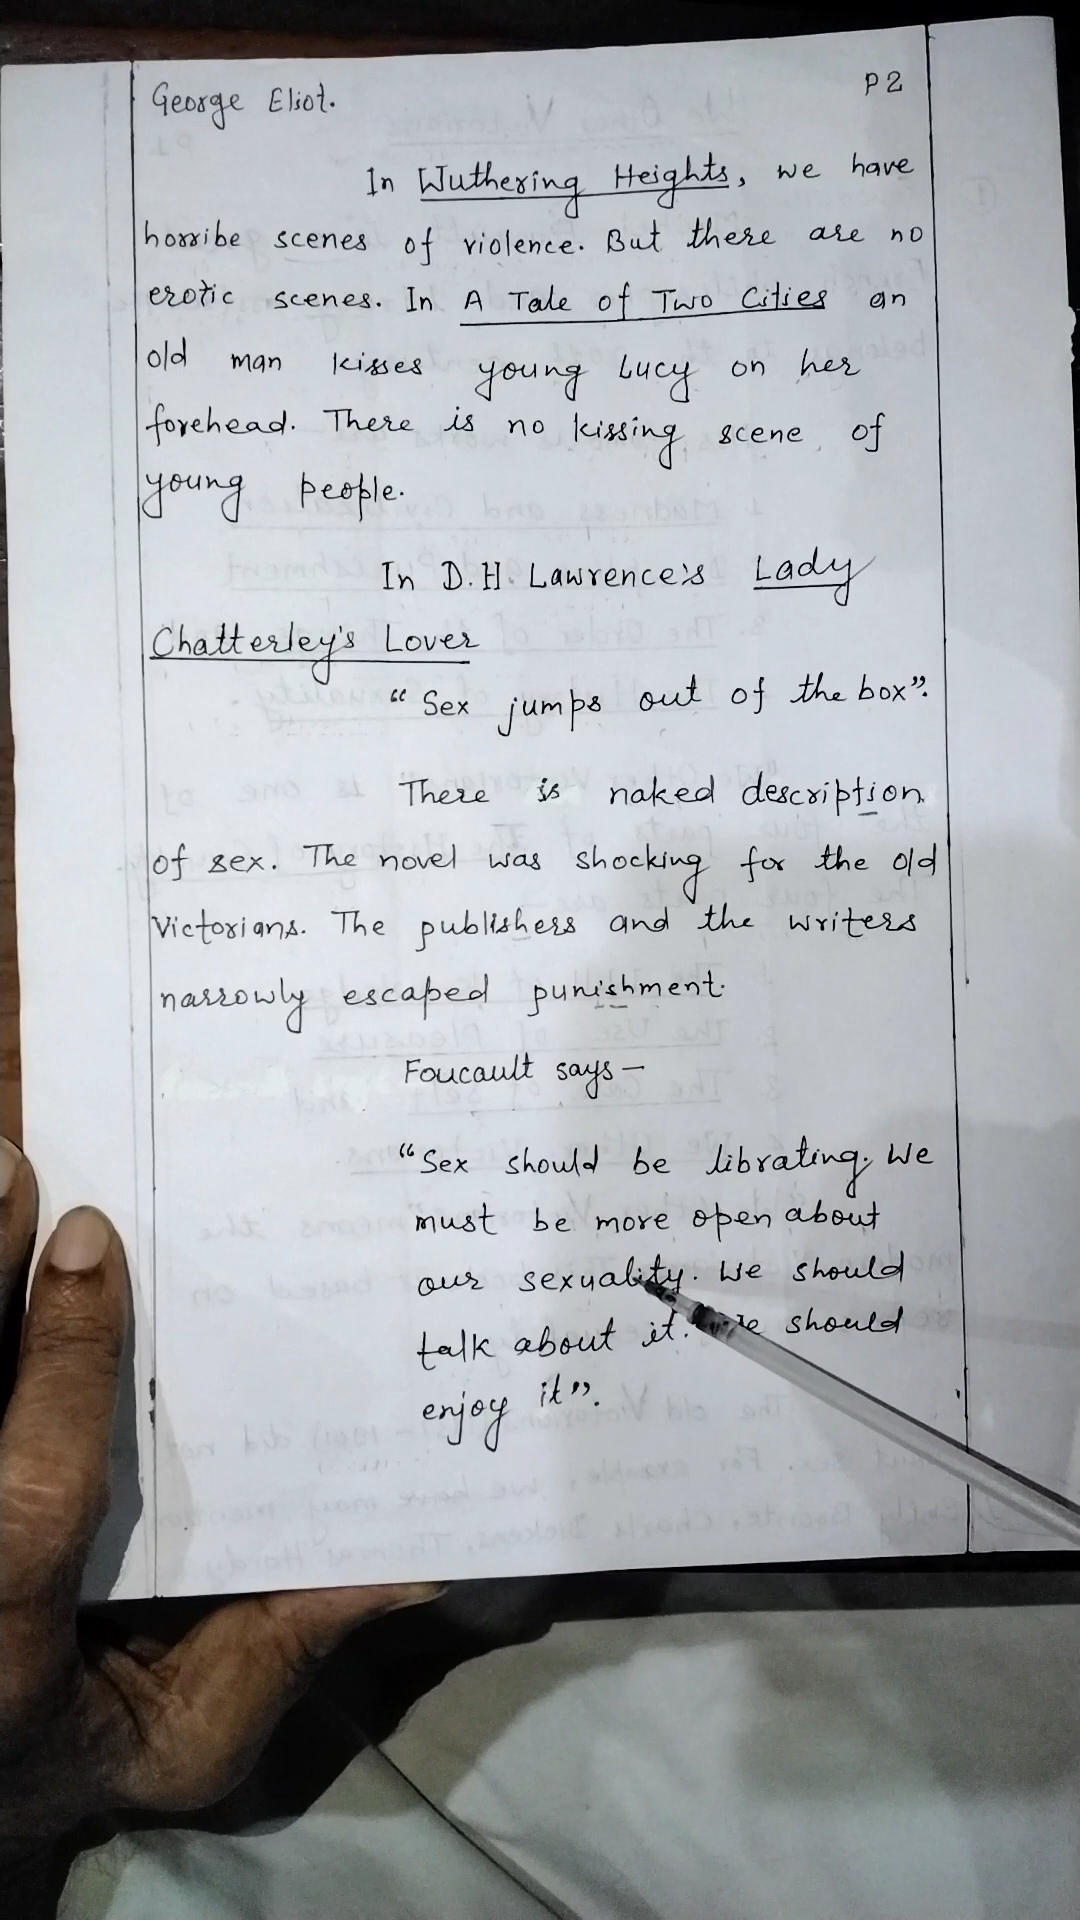 George Eliot.
P2
In Wuthering Heights, we have
horribe scenes of violence. But there are no
erotic scenes. In A Tale of Two Cities an
old man kisses young Lucy on her
forehead. There is no kissing scene of
young people.
In D.H. Lawrence's Lady
Chatterley's Lover
"Sex jumps out of the box".
There is naked description
of sex. The novel was shocking for the old
Victorians. The publishers and the writers
narrowly escaped punishment.
Foucault says –
"Sex should be librating. We
must be more open about
our sexuality. We should
talk about it. We should
enjoy it".